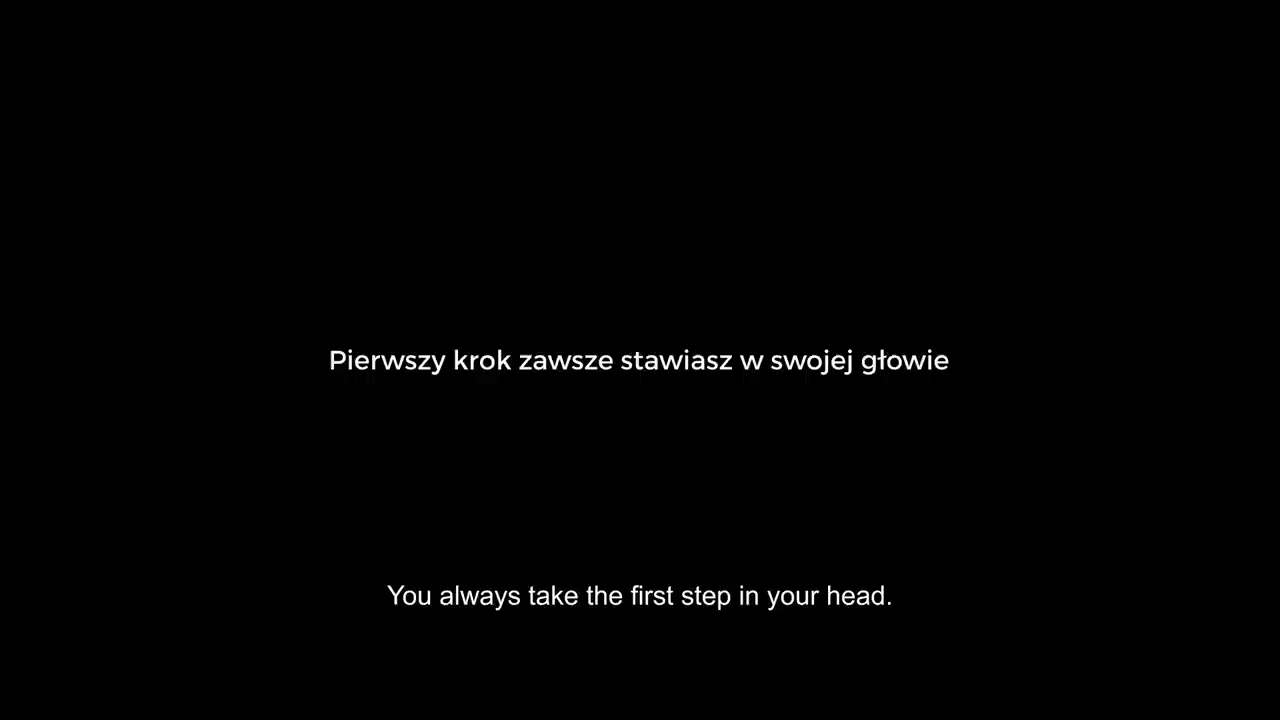 Pierwszy krok zawsze stawiasz w swojej głowie
You always take the first step in your head.